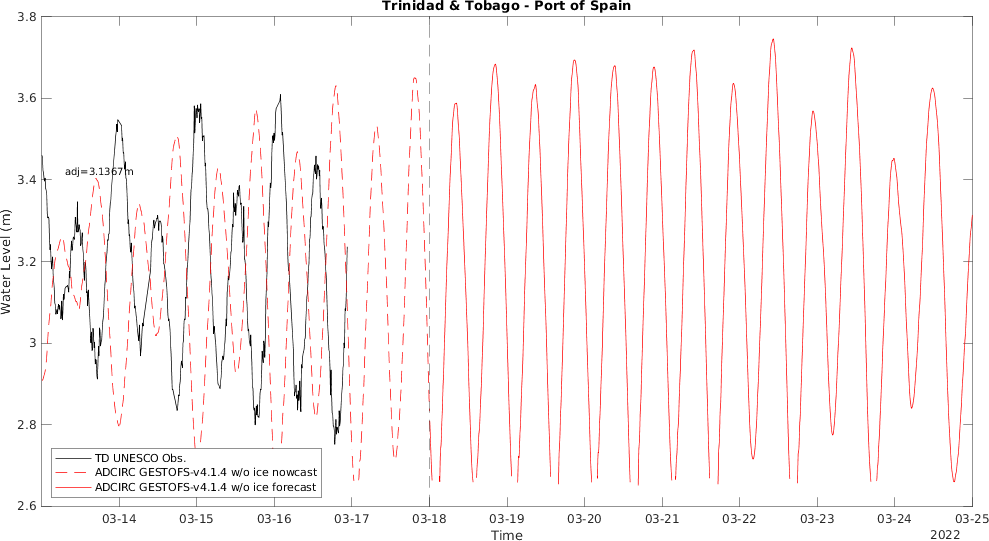 Trinidad & Tobago - Port of Spain
3.8
3.6
3.4
3.2
3
2.8
2.6
Water Level (m)
adj=3.1367m
TD UNESCO Obs.
ADCIRC GESTOFS-v4.1.4 w/o ice nowcast
ADCIRC GESTOFS-v4.1.4 w/o ice forecast
03-14 03-15 03-16 03-17 03-18 03-19 03-20 03-21 03-22 03-23 03-24 03-25
Time
2022